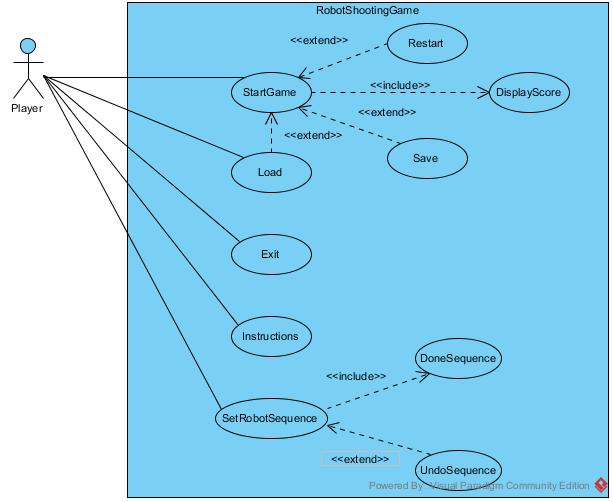 RobotShootingGame
Player
<<extend>>
Restart
StartGame
<<include>>
DisplayScore
<<extend>>
<<extend>>
Load
Save
Exit
Instructions
DoneSequence
<<include>>
SetRobotSequence
<<extend>>
UndoSequence
Powered By Visual Paradigm Community Edition